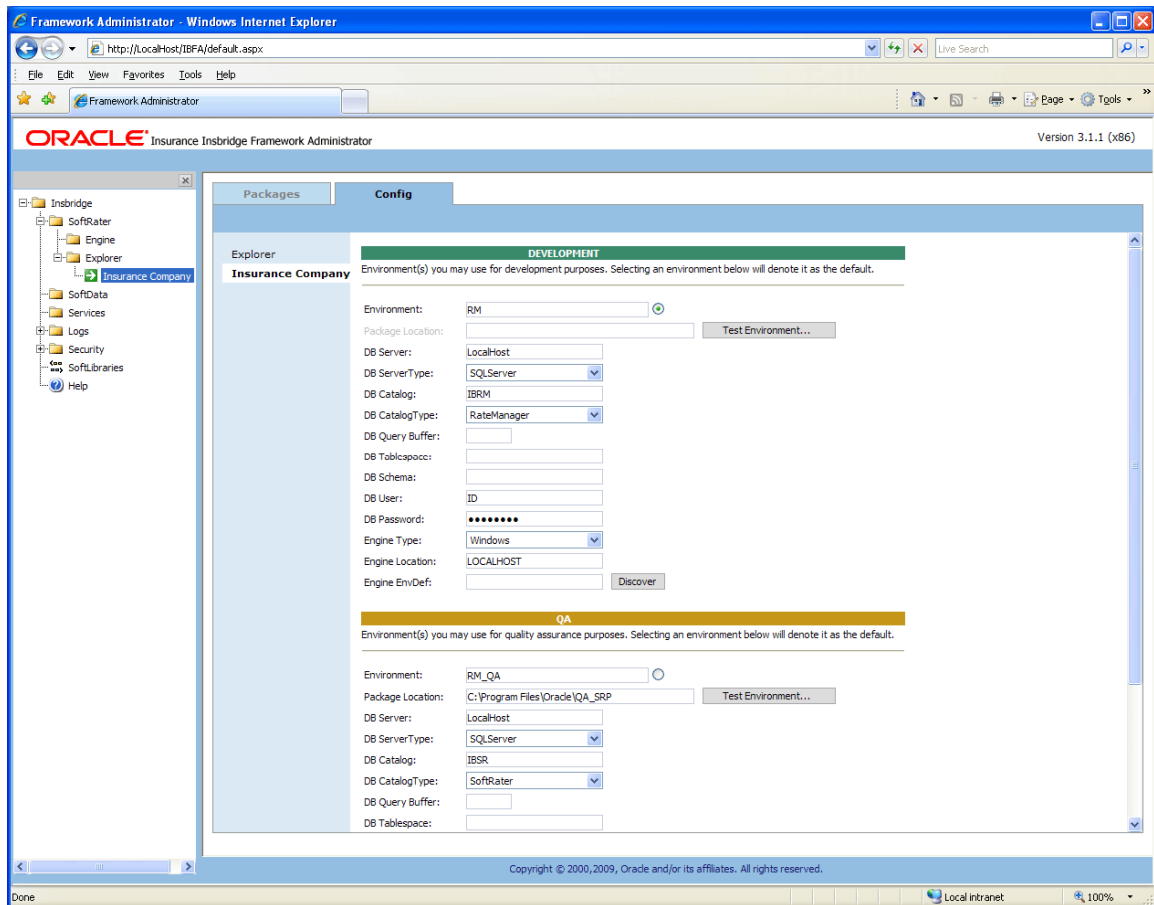 Framework Administrator - Windows Internet Explorer
http://LocalHost/IBFA/default.aspx
Live Search
File Edit View Favorites Tools Help
Framework Administrator
Page Tools
ORACLE Insurance Insbridge Framework Administrator
Version 3.1.1 (x86)
Insbridge
SoftRater
Engine
Explorer
Insurance Company
SoftData
Services
Logs
Security
SoftLibraries
Help
Packages
Config
Explorer
Insurance Company
DEVELOPMENT
Environment(s) you may use for development purposes. Selecting an environment below will denote it as the default.
Environment: RM
Package Location: Test Environment...
DB Server: LocalHost
DB ServerType: SQLServer
DB Catalog: IBRM
DB CatalogType: RateManager
DB Query Buffer:
DB Tablespace:
DB Schema:
DB User: ID
DB Password: ••••••••
Engine Type: Windows
Engine Location: LOCALHOST
Engine EnvDef: Discover
QA
Environment(s) you may use for quality assurance purposes. Selecting an environment below will denote it as the default.
Environment: RM_QA
Package Location: C:\Program Files\Oracle\QA_SRP Test Environment...
DB Server: LocalHost
DB ServerType: SQLServer
DB Catalog: IBSR
DB CatalogType: SoftRater
DB Query Buffer:
DB Tablespace:
Copyright © 2000,2009, Oracle and/or its affiliates. All rights reserved.
Done
Local intranet
100%